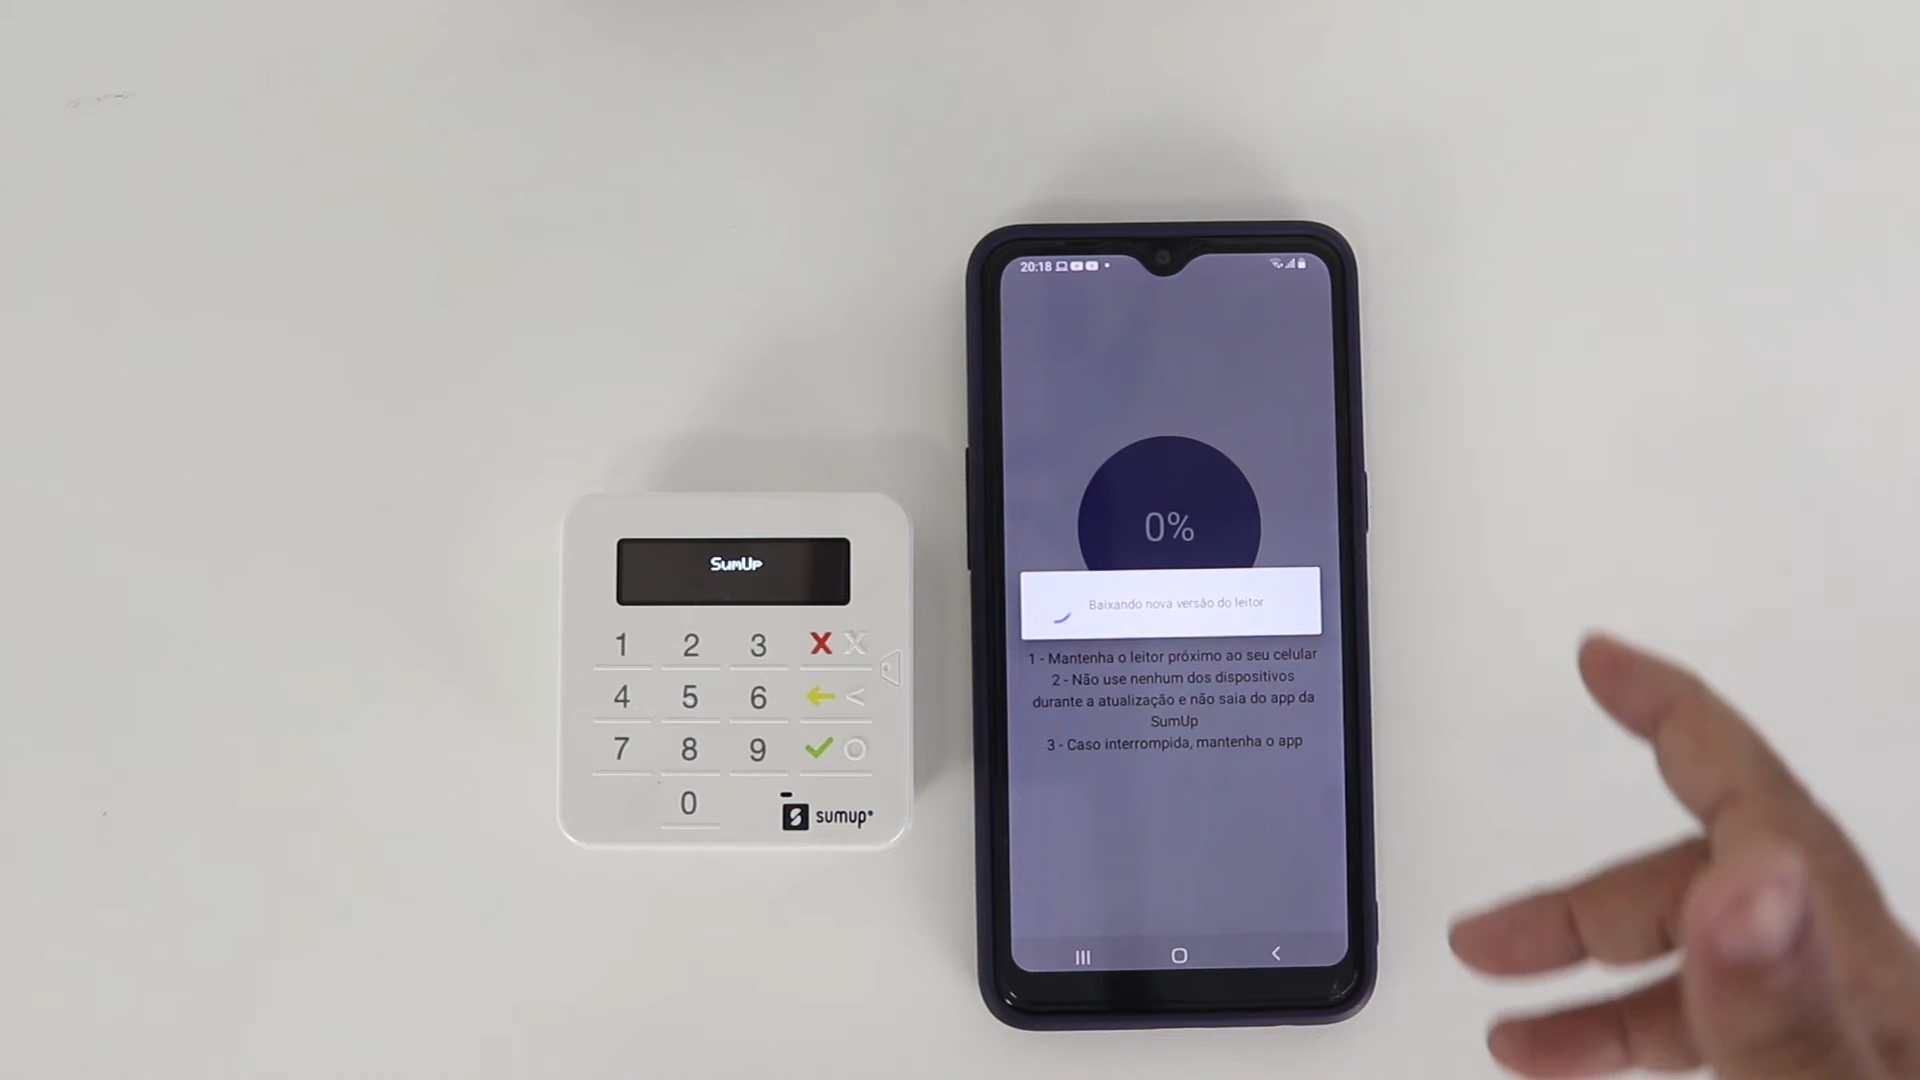 20:18
0%
Baixando nova versão do leitor
1 - Mantenha o leitor próximo ao seu celular
2 - Não use nenhum dos dispositivos
durante a atualização e não saia do app da
SumUp
3 - Caso interrompida, mantenha o app
SumUp
1 2 3 X X
4 5 6 <
7 8 9
0
sumup®